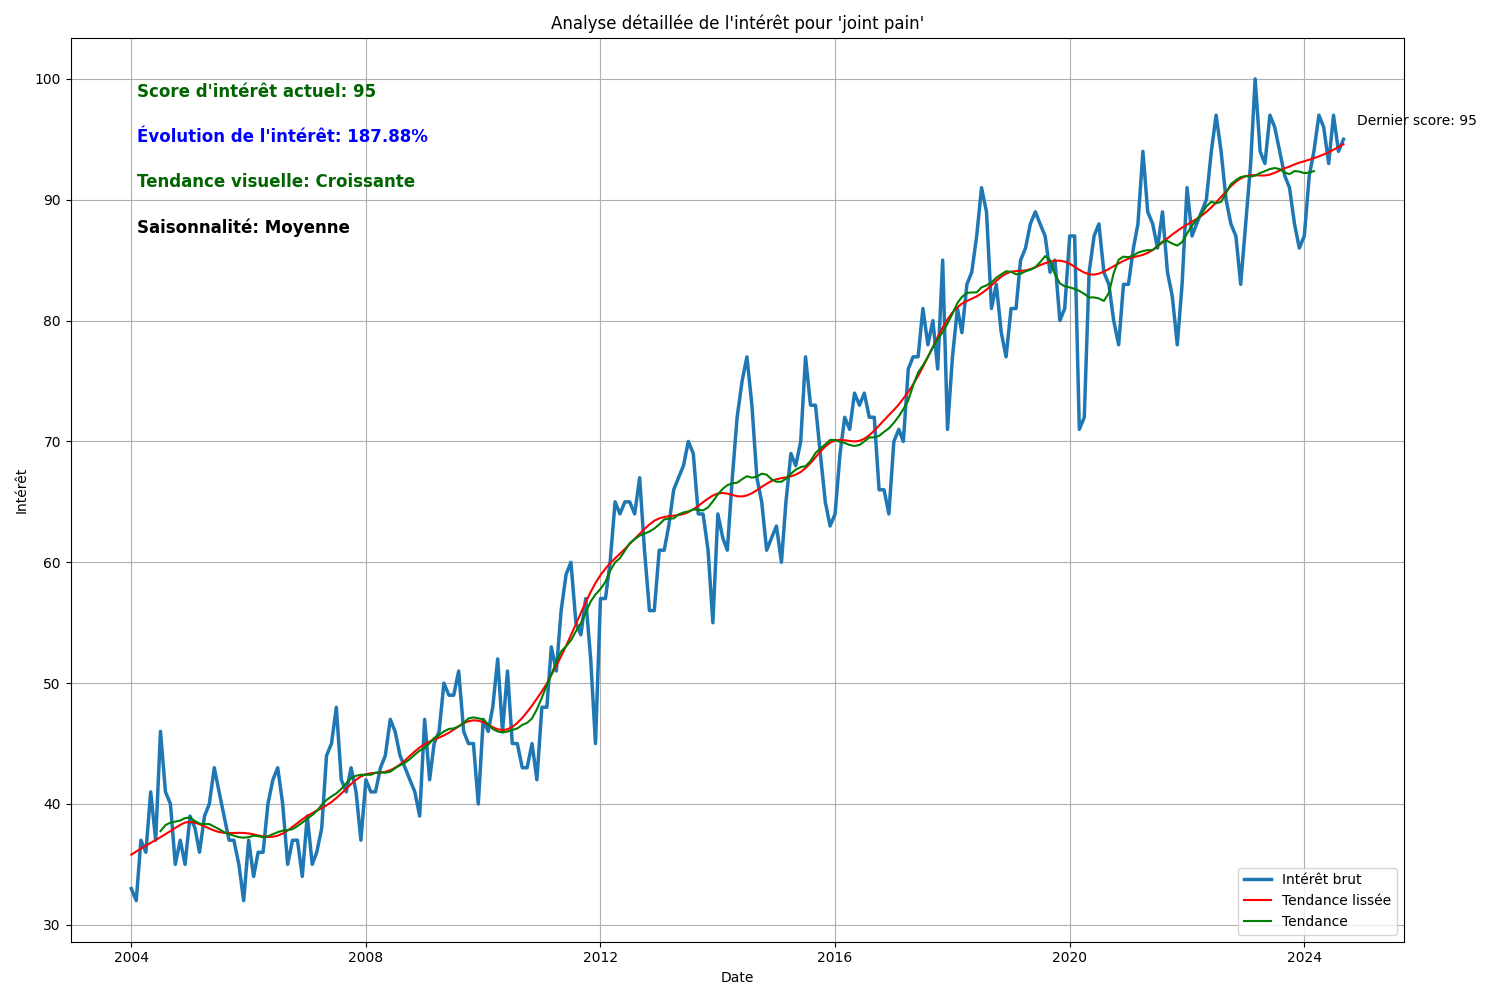 Analyse détaillée de l'intérêt pour 'joint pain'
100
90
80
70
60
50
40
30
Intérêt
Score d'intérêt actuel: 95
Évolution de l'intérêt: 187.88%
Tendance visuelle: Croissante
Saisonnalité: Moyenne
Dernier score: 95
Intérêt brut
Tendance lissée
Tendance
2004 2008 2012 2016 2020 2024
Date